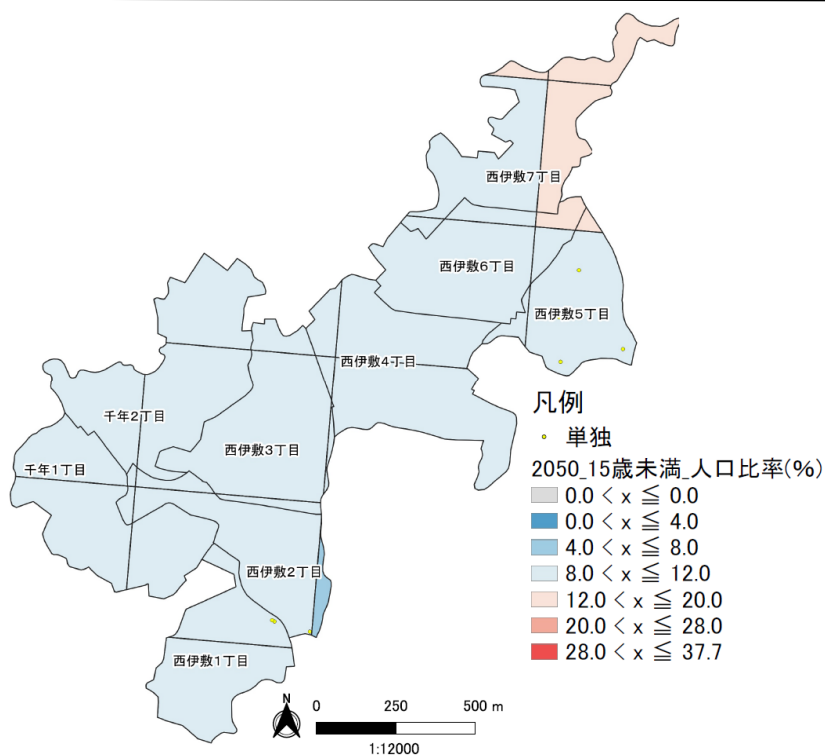 西伊敷7丁目
西伊敷6丁目
西伊敷5丁目
西伊敷4丁目
千年2丁目
西伊敷3丁目
千年1丁目
西伊敷2丁目
西伊敷1丁目
凡例
単独
2050_15歳未満_人口比率(%)
0.0 < x ≦ 0.0
0.0 < x ≦ 4.0
4.0 < x ≦ 8.0
8.0 < x ≦ 12.0
12.0 < x ≦ 20.0
20.0 < x ≦ 28.0
28.0 < x ≦ 37.7
N
0 250 500 m
1:12000